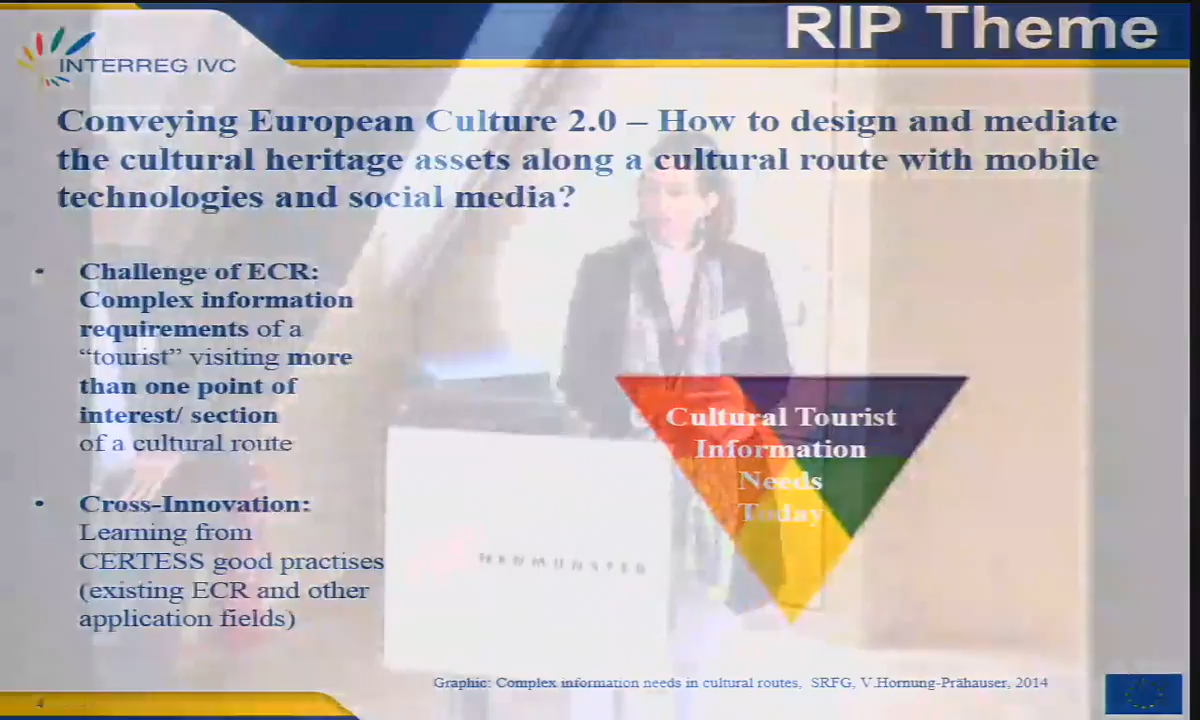 RIP Theme
INTERREG IVC
Conveying European Culture 2.0 – How to design and mediate
the cultural heritage assets along a cultural route with mobile
technologies and social media?
• Challenge of ECR:
Complex information
requirements of a
“tourist” visiting more
than one point of
interest/ section
of a cultural route
• Cross-Innovation:
Learning from
CERTESS good practises
(existing ECR and other
application fields)
Cultural Tourist
Information
Needs
Today
Graphic: Complex information needs in cultural routes, SRFG, V.Hornung-Prähauser, 2014
4